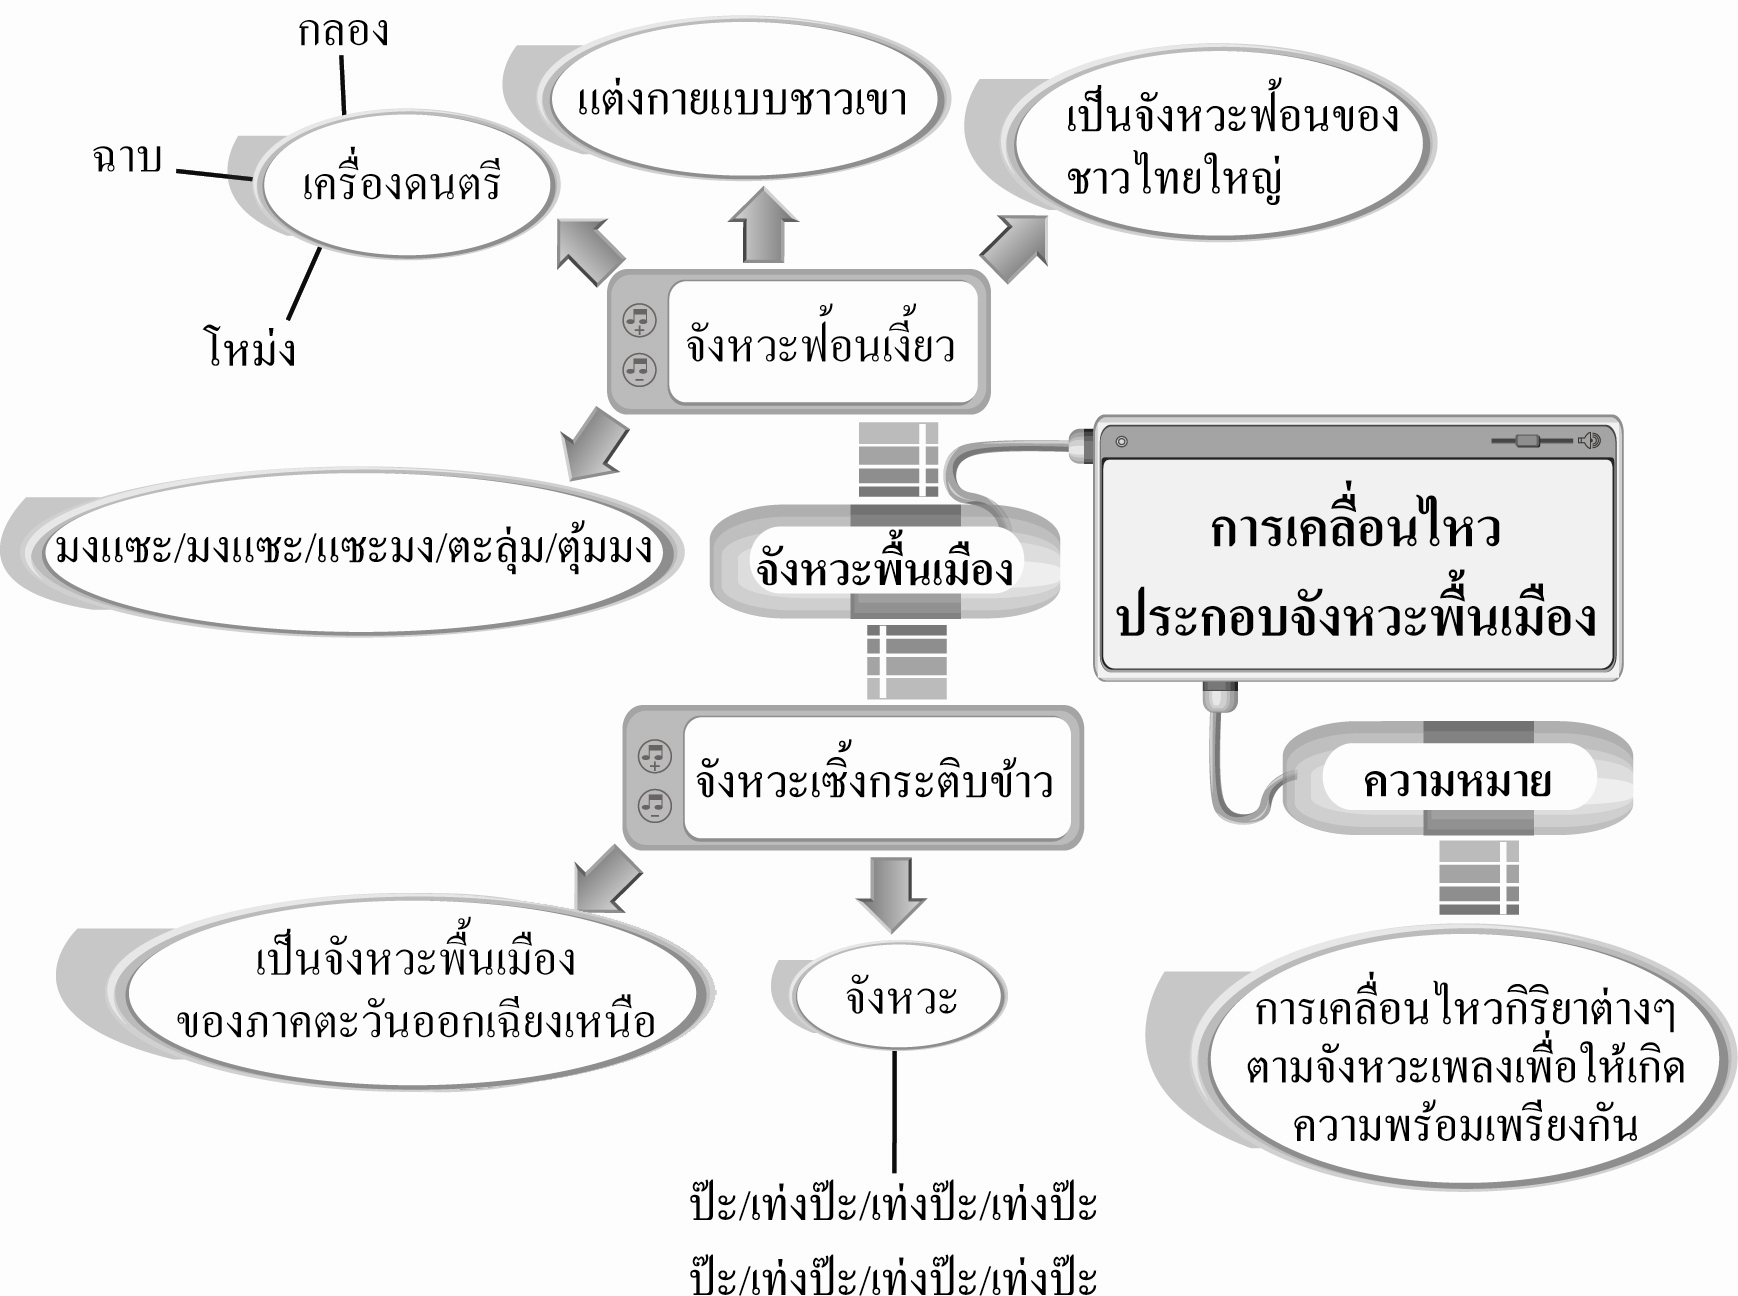 กลอง
ฉาบ
เครื่องดนตรี
โหม่ง
แต่งกายแบบชาวเขา
เป็นจังหวะฟ้อนของ
ชาวไทยใหญ่
จังหวะฟ้อนเงี้ยว
มงแซะ/มงแซะ/แซะมง/ตะลุ่ม/ตุ้มมง
จังหวะพื้นเมือง
การเคลื่อนไหว
ประกอบจังหวะพื้นเมือง
จังหวะเซิ้งกระติบข้าว
ความหมาย
เป็นจังหวะพื้นเมือง
ของภาคตะวันออกเฉียงเหนือ
จังหวะ
การเคลื่อนไหวกิริยาต่างๆ
ตามจังหวะเพลงเพื่อให้เกิด
ความพร้อมเพรียงกัน
ป๊ะ/เท่งป๊ะ/เท่งป๊ะ/เท่งป๊ะ
ป๊ะ/เท่งป๊ะ/เท่งป๊ะ/เท่งป๊ะ